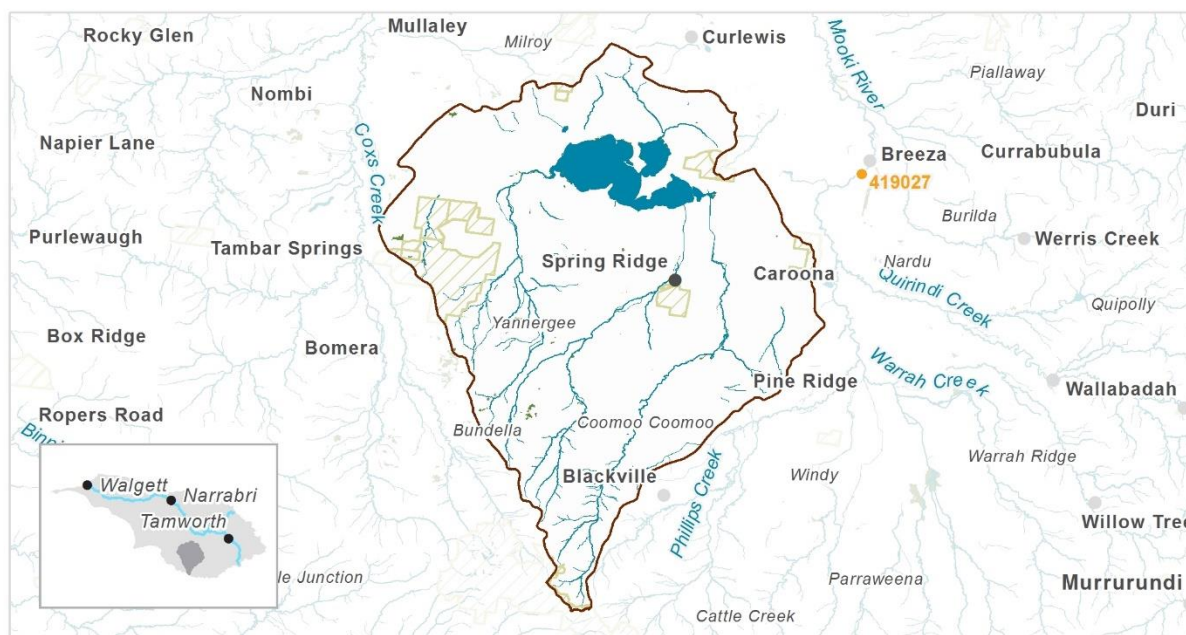 Rocky Glen
Mullaley
Milroy
Curlewis
Mooki River
Piallaway
Nombi
Duri
Coxs Creek
Napier Lane
Breeza
Currabubula
419027
Burilda
Purlewaugh
Tambar Springs
Spring Ridge
Caroona
Nardu
Werris Creek
Quirindi Creek
Quipolly
Box Ridge
Bomera
Yannergee
Pine Ridge
Warrah Creek
Wallabadah
Ropers Road
Bundella
Coomoo Coomoo
Warrah Ridge
Windy
Blackville
Phillips Creek
Walgett
Narrabri
Tamworth
Willow Tree
le Junction
Parraweena
Murrurundi
Cattle Creek